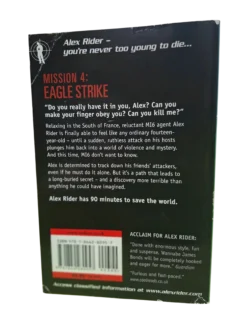 Alex Rider –
you're never too young to die...
MISSION 4:
EAGLE STRIKE
"Do you really have it in you, Alex? Can you
make your finger obey you? Can you kill me?"
Relaxing in the South of France, reluctant MI6 agent Alex
Rider is finally able to feel like any ordinary fourteen-
year-old – until a sudden, ruthless attack on his hosts
plunges him back into a world of violence and mystery.
And this time, MI6 don't want to know.
Alex is determined to track down his friends' attackers,
even if he must do it alone. But it's a path that leads to
a long-buried secret – and a discovery more terrible than
anything he could have imagined.
Alex Rider has 90 minutes to save the world.
ACCLAIM FOR ALEX RIDER:
"Done with enormous style, fun
and suspense. Wannabe James
Bonds will be completely hooked
and eager for more." Guardian
"Furious and fast-paced."
Access classified information at www.alexrider.com